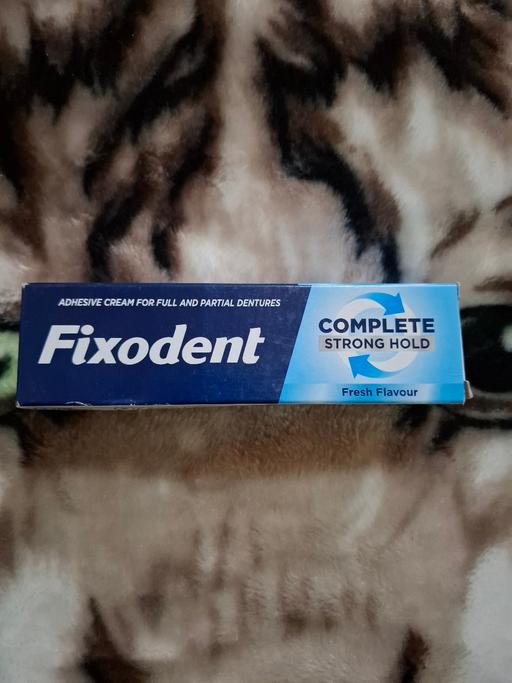 ADHESIVE CREAM FOR FULL AND PARTIAL DENTURES
Fixodent
COMPLETE
STRONG HOLD
Fresh Flavour